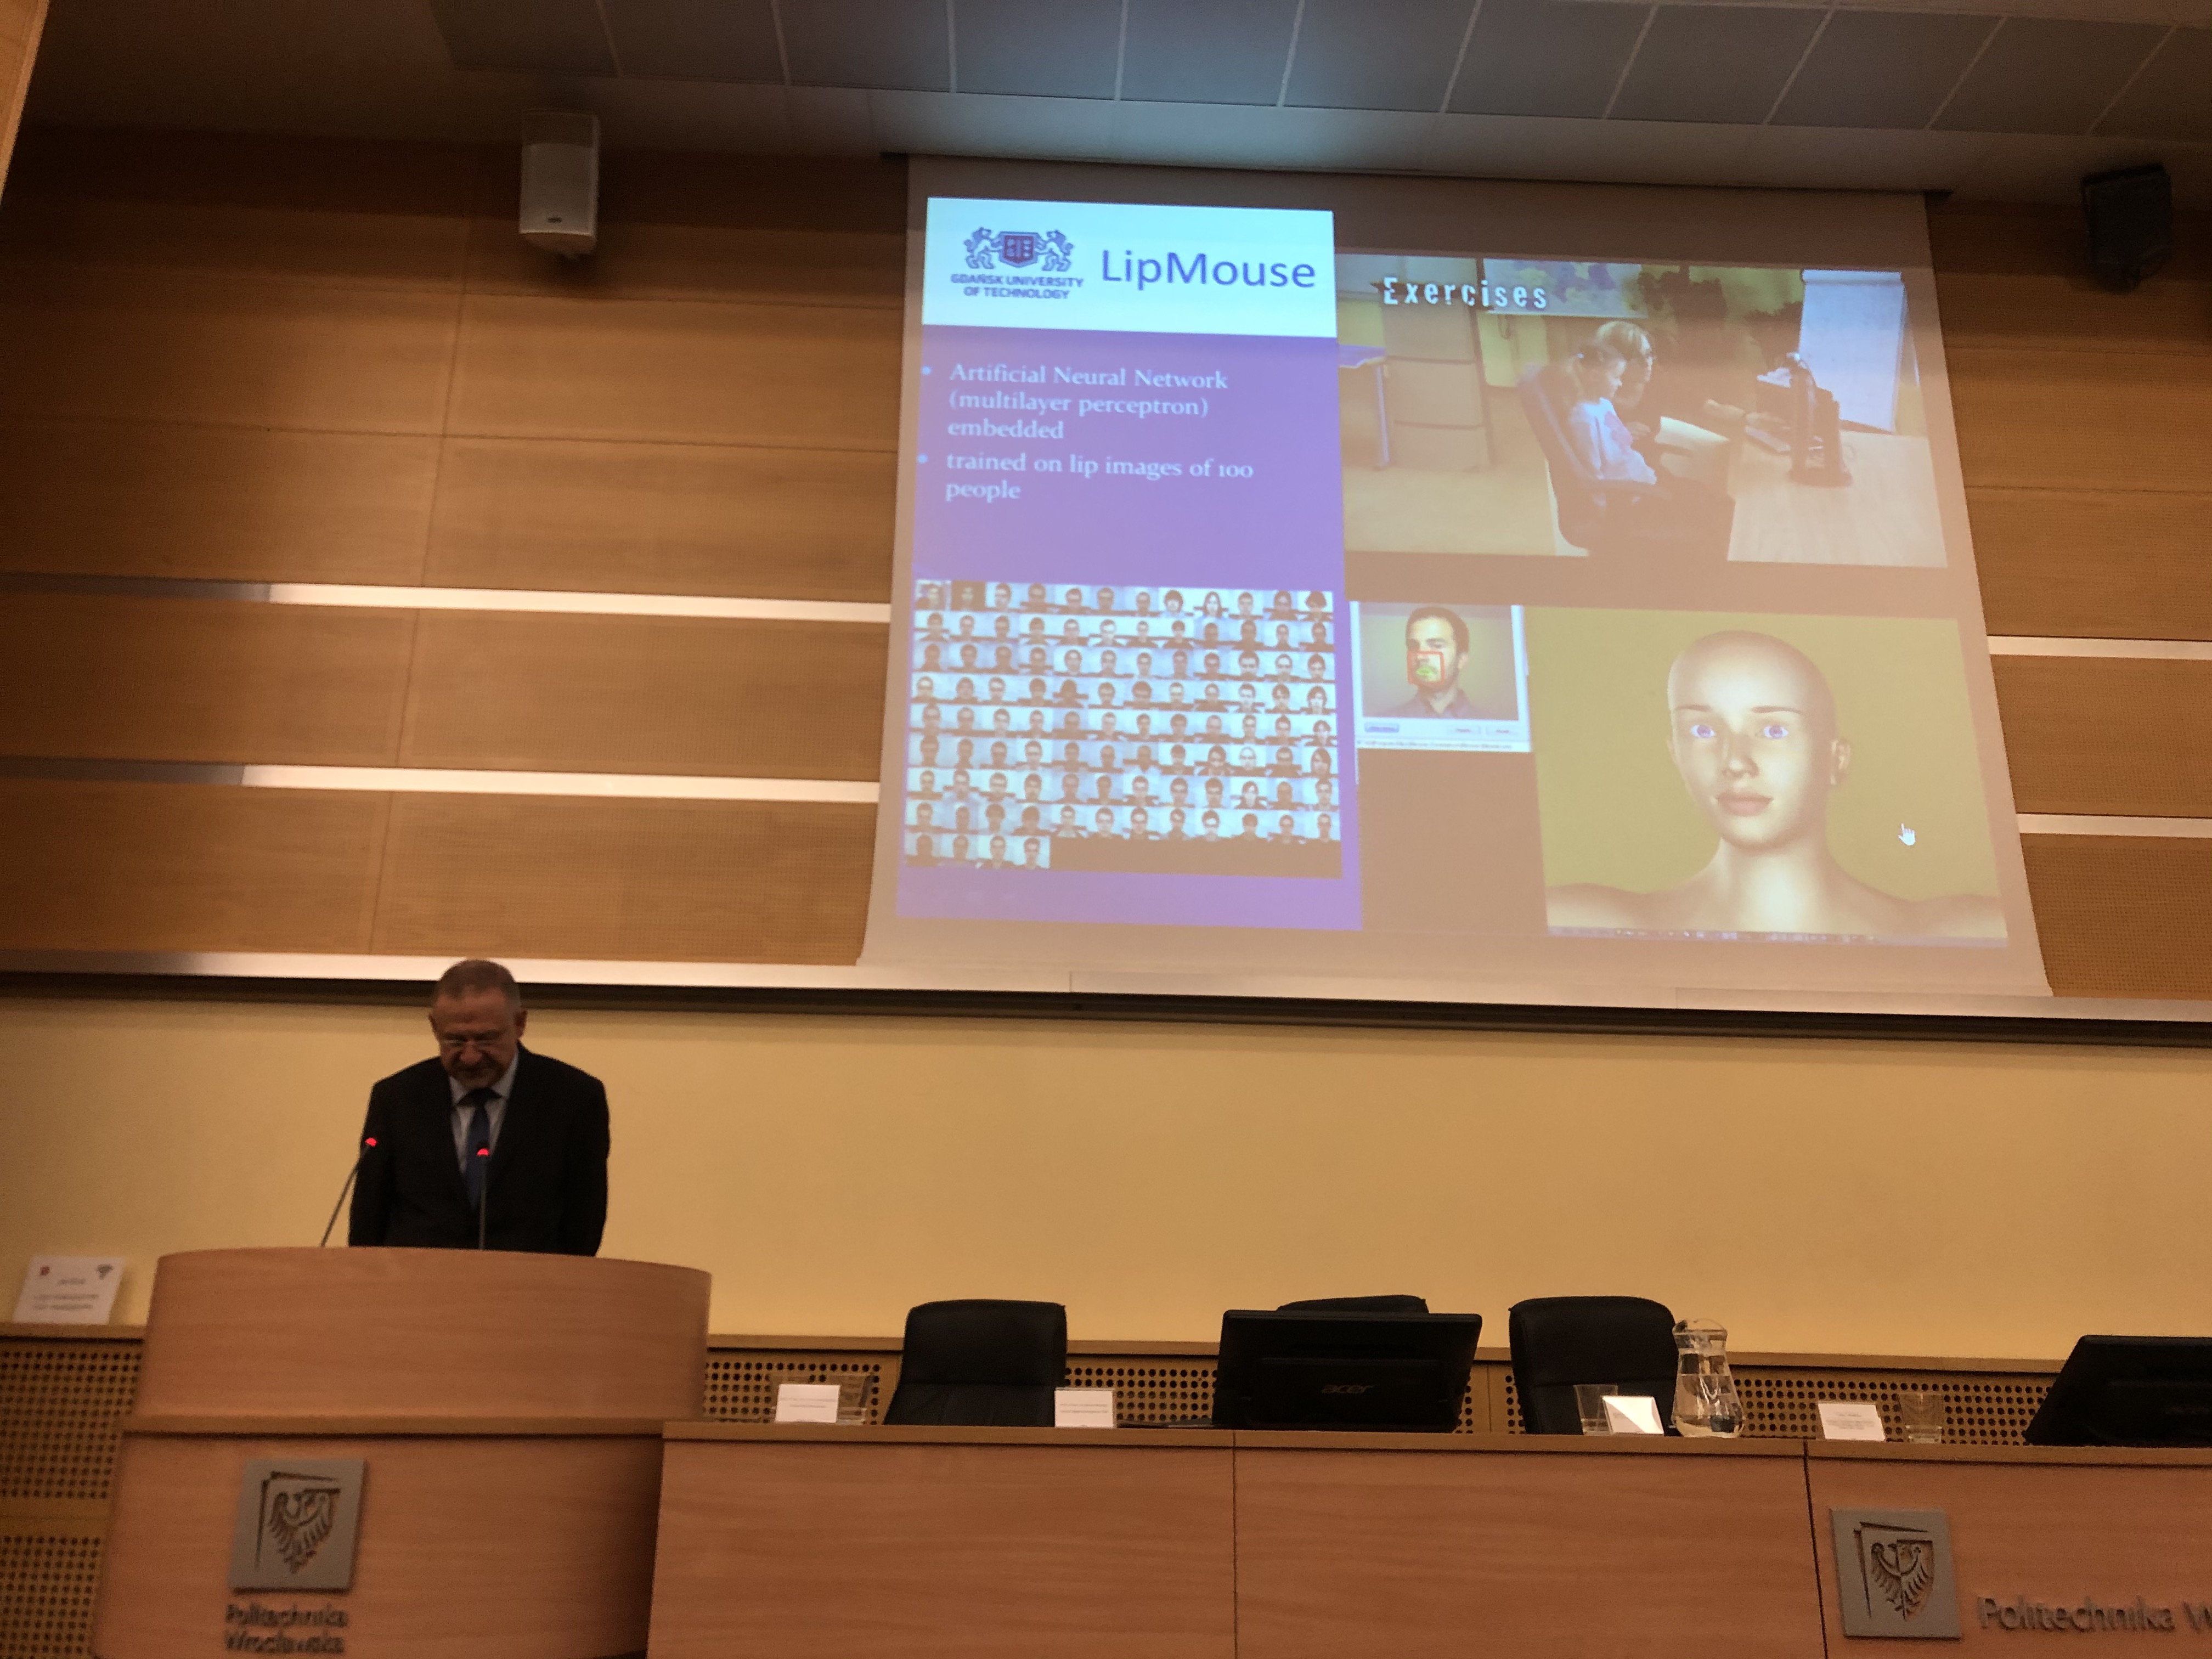 GDAŃSK UNIVERSITY
OF TECHNOLOGY
LipMouse
• Artificial Neural Network
(multilayer perceptron)
embedded
• trained on lip images of 100
people
Exercises
acer
Politechnika
Wrocławska
Politechnika W